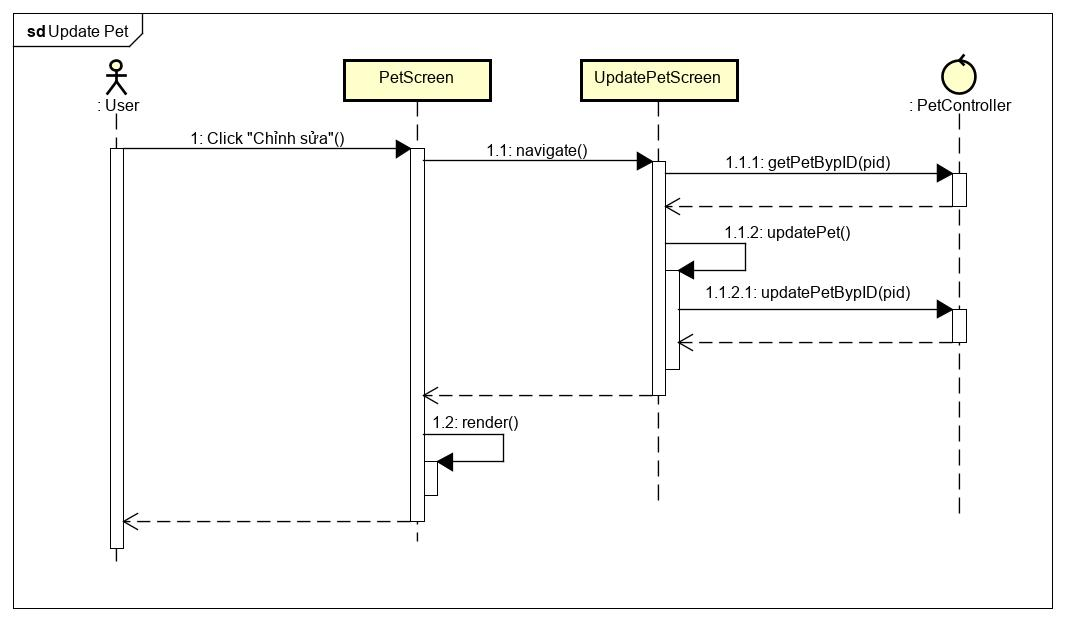 sd Update Pet
: User
PetScreen
UpdatePetScreen
: PetController
1: Click "Chỉnh sửa"()
1.1: navigate()
1.1.1: getPetBypID(pid)
1.1.2: updatePet()
1.1.2.1: updatePetBypID(pid)
1.2: render()